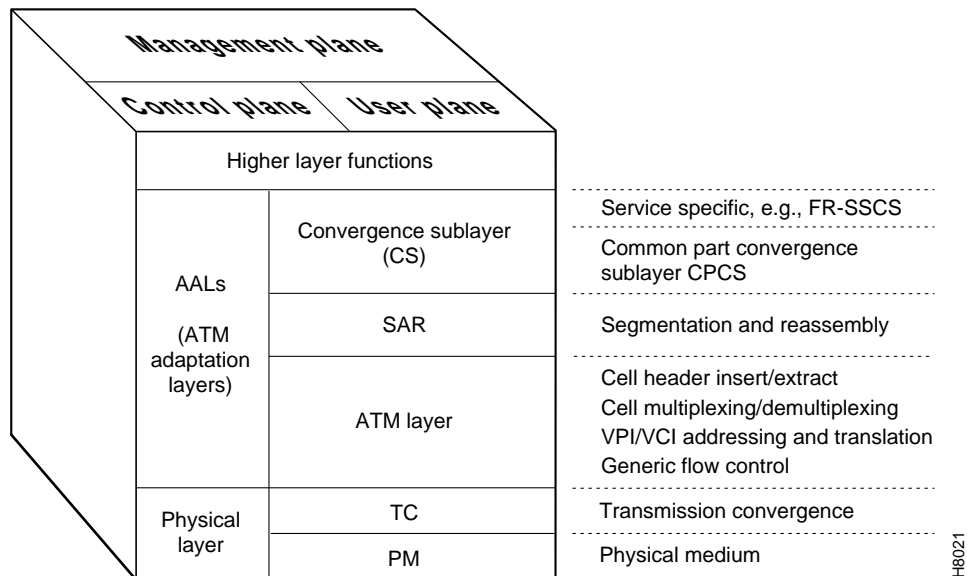 Management plane
Control plane
User plane
Higher layer functions
AALs
(ATM
adaptation
layers)
Convergence sublayer
(CS)
Service specific, e.g., FR-SSCS
Common part convergence
sublayer CPCS
SAR
Segmentation and reassembly
ATM layer
Cell header insert/extract
Cell multiplexing/demultiplexing
VPI/VCI addressing and translation
Generic flow control
Physical
layer
TC
Transmission convergence
PM
Physical medium
H8021